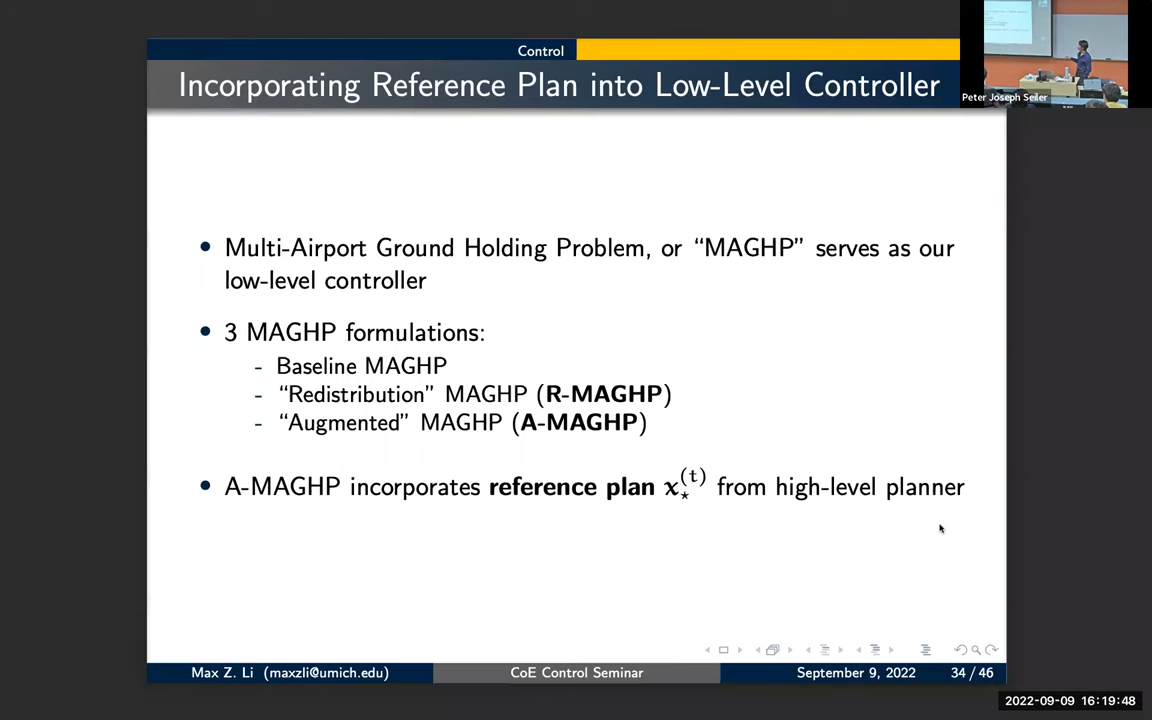 Control
Incorporating Reference Plan into Low-Level Controller
Peter Joseph Seiler
• Multi-Airport Ground Holding Problem, or “MAGHP” serves as our
low-level controller
• 3 MAGHP formulations:
- Baseline MAGHP
- “Redistribution” MAGHP (R-MAGHP)
- “Augmented” MAGHP (A-MAGHP)
• A-MAGHP incorporates reference plan x⋆^(t) from high-level planner
Max Z. Li (maxzli@umich.edu) CoE Control Seminar September 9, 2022 34 / 46
2022-09-09 16:19:48